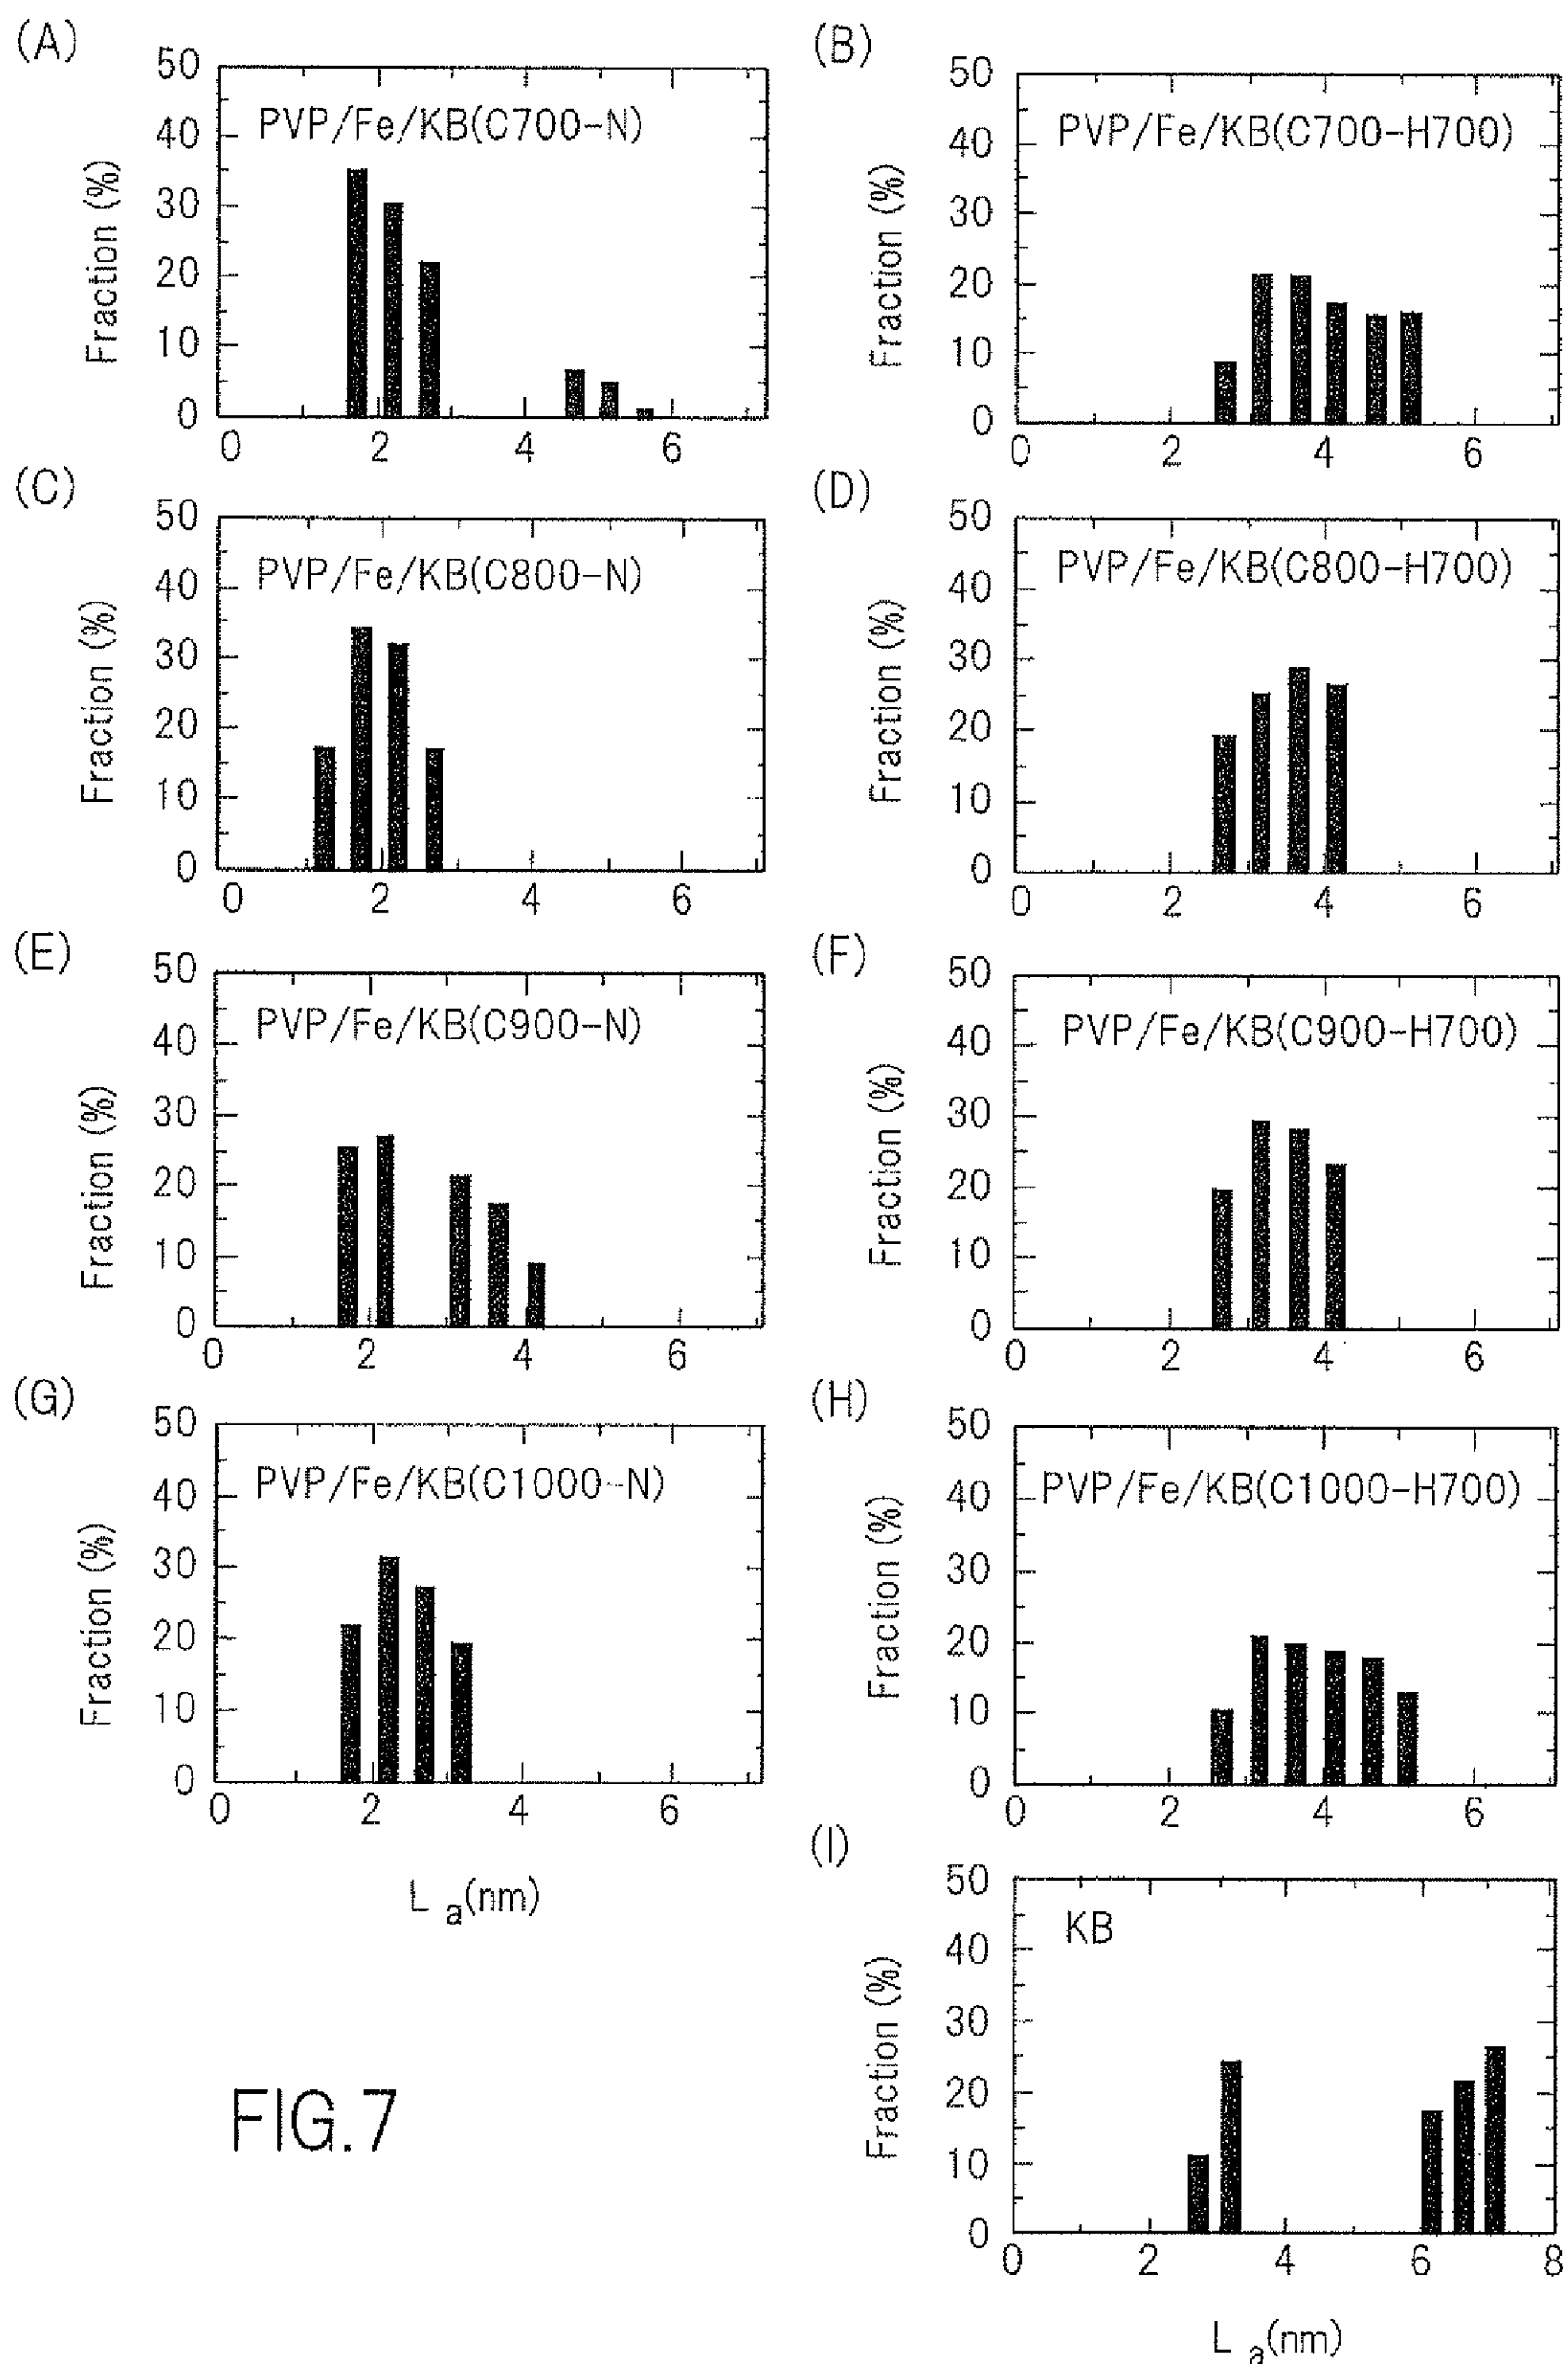 (A)
50
40
30
20
10
0
Fraction (%)
PVP/Fe/KB(C700-N)
0 2 4 6
(B)
50
40
30
20
10
0
Fraction (%)
PVP/Fe/KB(C700-H700)
0 2 4 6
(C)
50
40
30
20
10
0
Fraction (%)
PVP/Fe/KB(C800-N)
0 2 4 6
(D)
50
40
30
20
10
0
Fraction (%)
PVP/Fe/KB(C800-H700)
0 2 4 6
(E)
50
40
30
20
10
0
Fraction (%)
PVP/Fe/KB(C900-N)
0 2 4 6
(F)
50
40
30
20
10
0
Fraction (%)
PVP/Fe/KB(C900-H700)
0 2 4 6
(G)
50
40
30
20
10
0
Fraction (%)
PVP/Fe/KB(C1000-N)
0 2 4 6
L a(nm)
(H)
50
40
30
20
10
0
Fraction (%)
PVP/Fe/KB(C1000-H700)
0 2 4 6
(I)
50
40
30
20
10
0
Fraction (%)
KB
0 2 4 6 8
L a(nm)
FIG.7